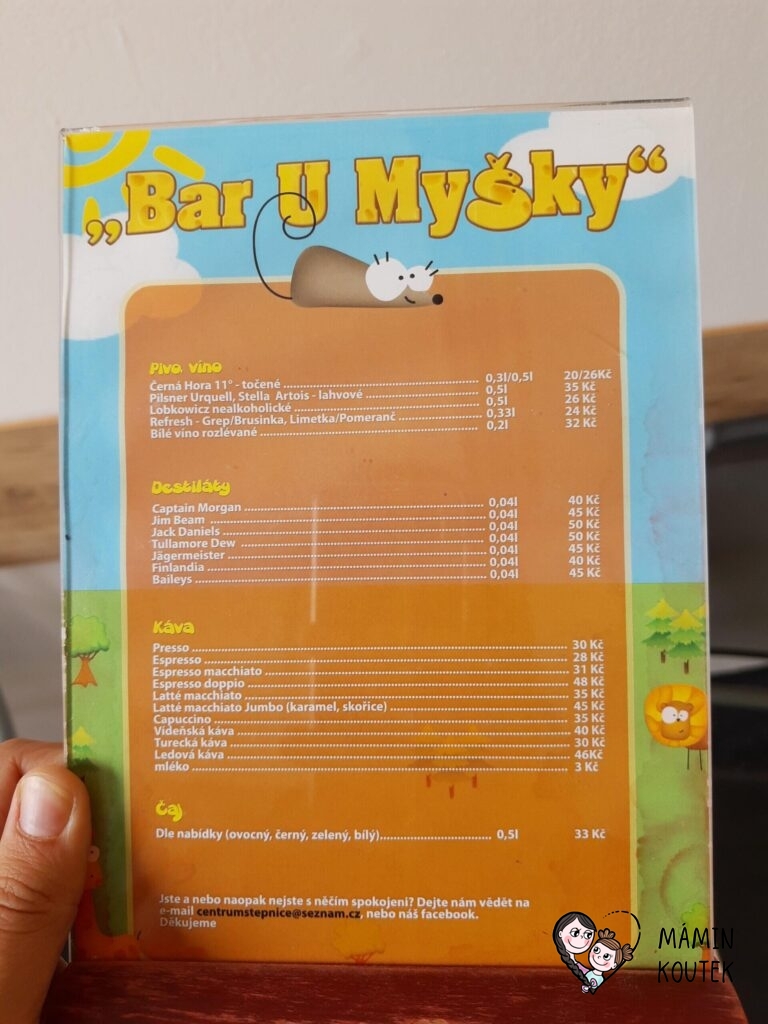 „Bar U Myšky“
Pivo, víno
Černá Hora 11° - točené ........ 0,3l/0,5l 20/26Kč
Pilsner Urquell, Stella Artois - lahvové ........ 0,5l 35 Kč
Lobkowicz nealkoholické ........ 0,5l 26 Kč
Refresh - Grep/Brusinka, Limetka/Pomeranč ........ 0,33l 24 Kč
Bílé víno rozlévané ........ 0,2l 32 Kč
Destiláty
Captain Morgan ........ 0,04l 40 Kč
Jim Beam ........ 0,04l 45 Kč
Jack Daniels ........ 0,04l 50 Kč
Tullamore Dew ........ 0,04l 50 Kč
Jägermeister ........ 0,04l 45 Kč
Finlandia ........ 0,04l 40 Kč
Baileys ........ 0,04l 45 Kč
Káva
Presso ........ 30 Kč
Espresso ........ 28 Kč
Espresso macchiato ........ 31 Kč
Espresso doppio ........ 48 Kč
Latté macchiato ........ 35 Kč
Latté macchiato Jumbo (karamel, skořice) ........ 45 Kč
Capuccino ........ 35 Kč
Vídeňská káva ........ 40 Kč
Turecká káva ........ 30 Kč
Ledová káva ........ 46Kč
mléko ........ 3 Kč
Čaj
Dle nabídky (ovocný, černý, zelený, bílý)........ 0,5l 33 Kč
Jste a nebo naopak nejste s něčím spokojeni? Dejte nám vědět na
e-mail centrumstepnice@seznam.cz, nebo náš facebook.
Děkujeme
MÁMIN
KOUTEK